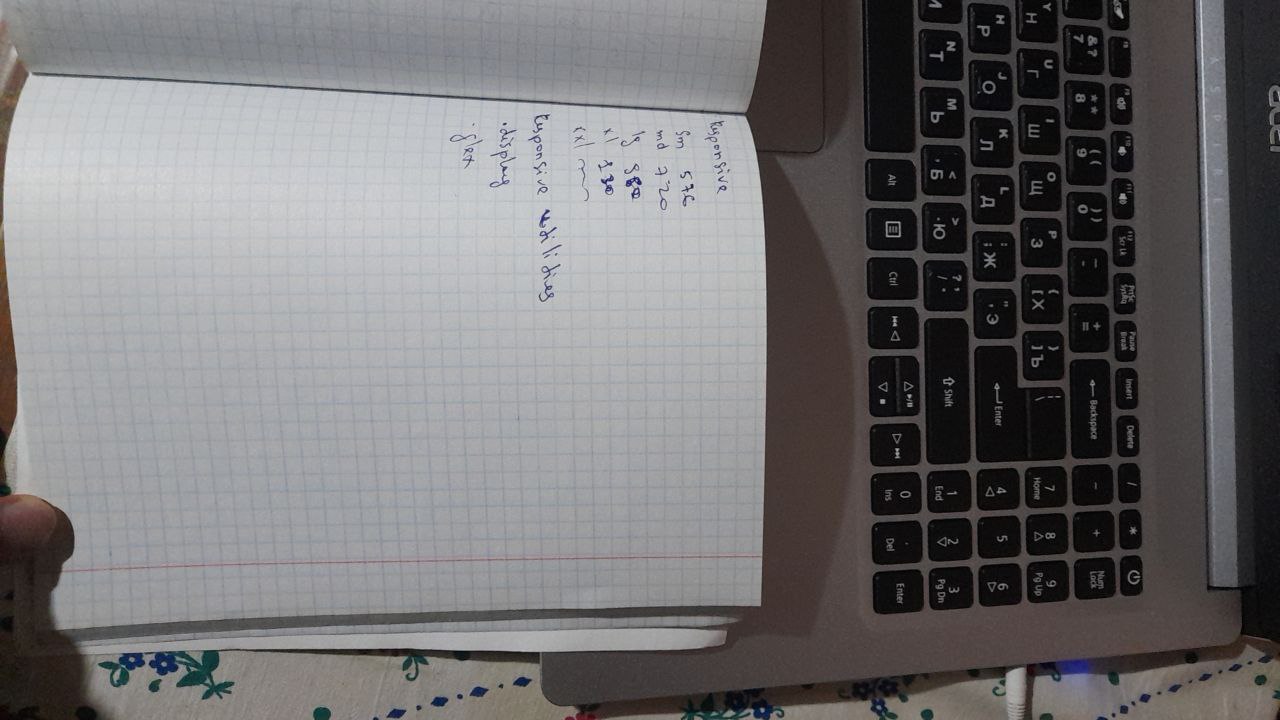 Responsive
sm 576
md 720
lg
xl
xxl
Responsive utilities
.display
.flex
acer
ASPIRE
&? 7
** 8
(( 9
)) 0
_ -
+ =
Backspace
Y Н
U Г
I Ш
O Щ
P З
{ [ Х
} ] Ъ
Enter
H Р
J О
K Л
L Д
: ; Ж
" ' Э
N Т
M Ь
< , Б
> . Ю
? /
Shift
Alt
Ctrl
F12 Scr Lk
PrtSc SysRq
Pause Break
Insert
Delete
/
*
-
+
Num Lock
7 Home
8
9 Pg Up
4
5
6
1 End
2
3 Pg Dn
0 Ins
. Del
Enter